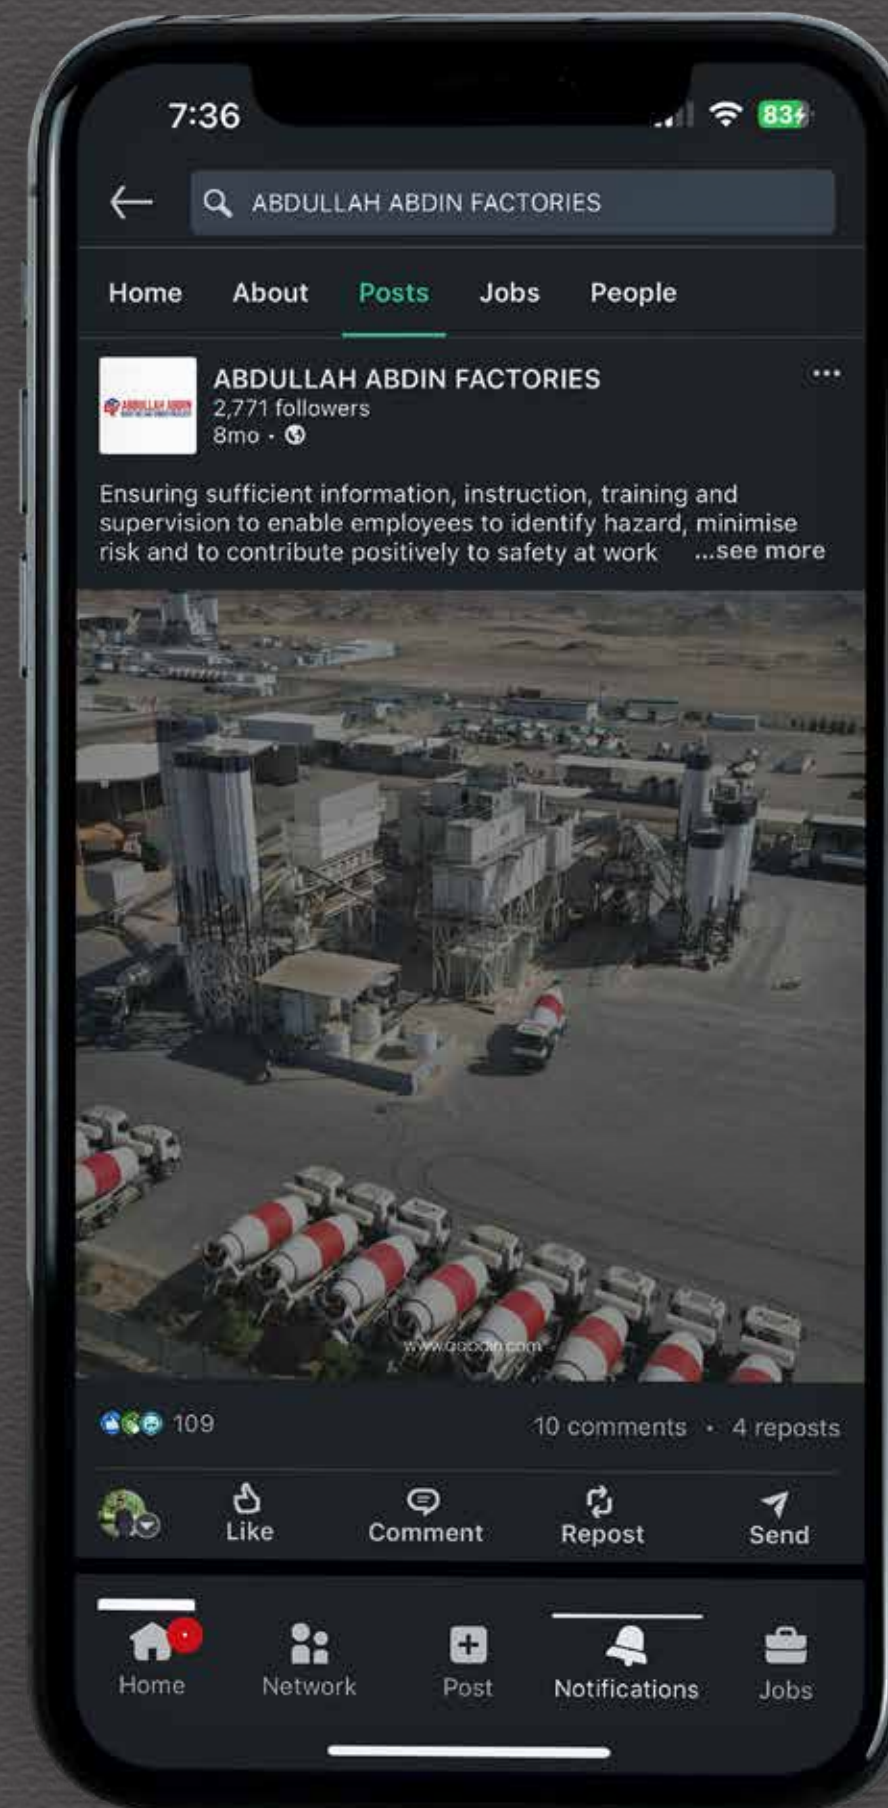 7:36
83
ABDULLAH ABDIN FACTORIES
Home About Posts Jobs People
ABDULLAH ABDIN FACTORIES
ABDULLAH ABDIN
2,771 followers
8mo •
Ensuring sufficient information, instruction, training and
supervision to enable employees to identify hazard, minimise
risk and to contribute positively to safety at work ...see more
109
10 comments • 4 reposts
Like Comment Repost Send
Home Network Post Notifications Jobs